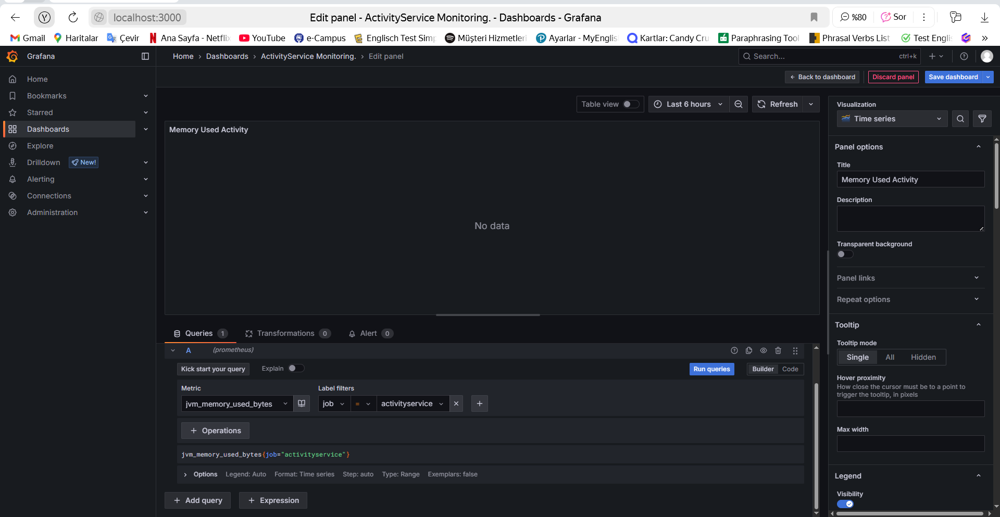 localhost:3000
Edit panel - ActivityService Monitoring. - Dashboards - Grafana
%80
Sor
Gmail
Haritalar
Çevir
Ana Sayfa - Netfli
YouTube
e-Campus
Englisch Test Sim
Müşteri Hizmetleri
Ayarlar - MyEnglis
Kartlar: Candy Cru
Paraphrasing Tool
Phrasal Verbs List
Test Engli
»
Grafana
Home › Dashboards › ActivityService Monitoring. › Edit panel
Search...
ctrl+k
Home
Bookmarks
Starred
Dashboards
Explore
Drilldown
New!
Alerting
Connections
Administration
Back to dashboard
Discard panel
Save dashboard
Table view
Last 6 hours
Refresh
Memory Used Activity
No data
Queries 1
Transformations 0
Alert 0
A
(prometheus)
Kick start your query
Explain
Run queries
Builder
Code
Metric
Label filters
jvm_memory_used_bytes
job
=
activityservice
+ Operations
jvm_memory_used_bytes{job="activityservice"}
Options
Legend: Auto
Format: Time series
Step: auto
Type: Range
Exemplars: false
+ Add query
+ Expression
Visualization
Time series
Panel options
Title
Memory Used Activity
Description
Transparent background
Panel links
Repeat options
Tooltip
Tooltip mode
Single
All
Hidden
Hover proximity
How close the cursor must be to a point to
trigger the tooltip, in pixels
Max width
Legend
Visibility